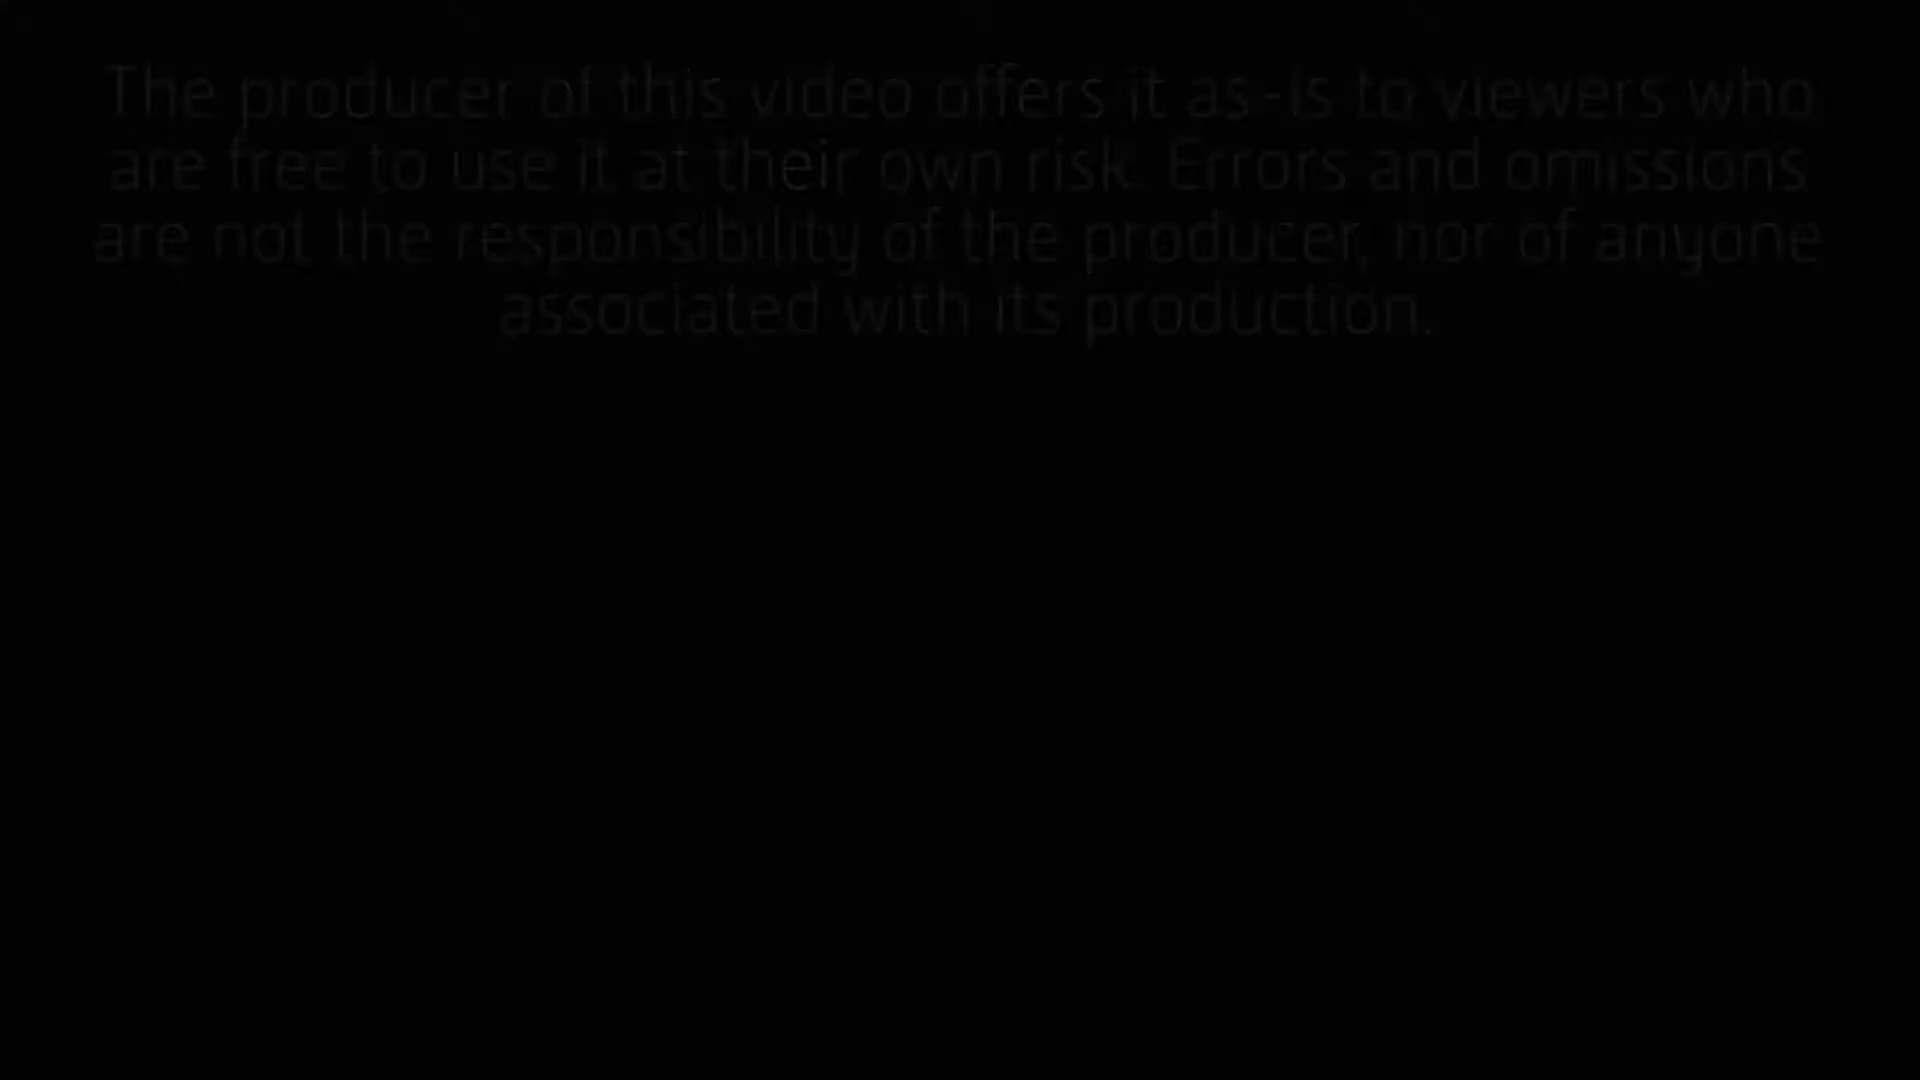 The producer of this video offers it as-is to viewers who
are free to use it at their own risk. Errors and omissions
are not the responsibility of the producer, nor of anyone
associated with its production.